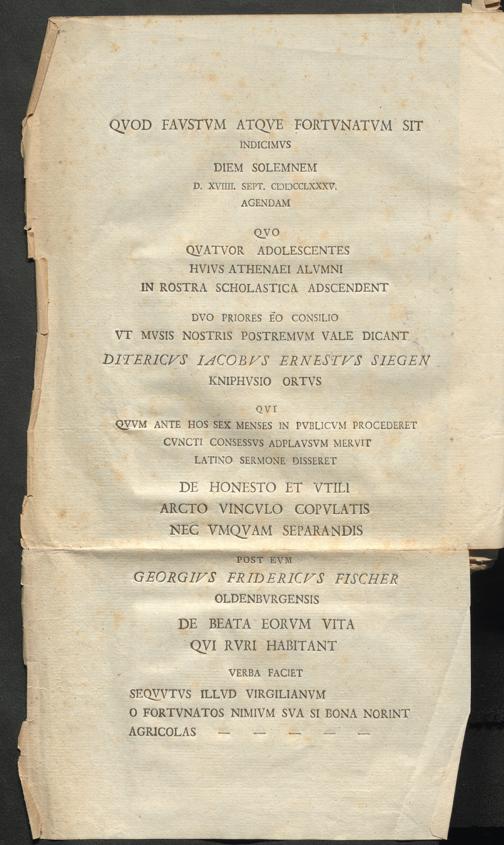 QVOD FAVSTVM ATQVE FORTVNATVM SIT
INDICIMVS
DIEM SOLEMNEM
D. XVIIII. SEPT. CIƆIƆCCLXXXV.
AGENDAM
QVO
QVATVOR ADOLESCENTES
HVIVS ATHENAEI ALVMNI
IN ROSTRA SCHOLASTICA ADSCENDENT
DVO PRIORES EO CONSILIO
VT MVSIS NOSTRIS POSTREMVM VALE DICANT
DITERICVS IACOBVS ERNESTVS SIEGEN
KNIPHVSIO ORTVS
QVI
QVVM ANTE HOS SEX MENSES IN PVBLICVM PROCEDERET
CVNCTI CONSESSVS ADPLAVSVM MERVIT
LATINO SERMONE DISSERET
DE HONESTO ET VTILI
ARCTO VINCVLO COPVLATIS
NEC VMQVAM SEPARANDIS
POST EVM
GEORGIVS FRIDERICVS FISCHER
OLDENBVRGENSIS
DE BEATA EORVM VITA
QVI RVRI HABITANT
VERBA FACIET
SEQVVTVS ILLVD VIRGILIANVM
O FORTVNATOS NIMIVM SVA SI BONA NORINT
AGRICOLAS — — — — —